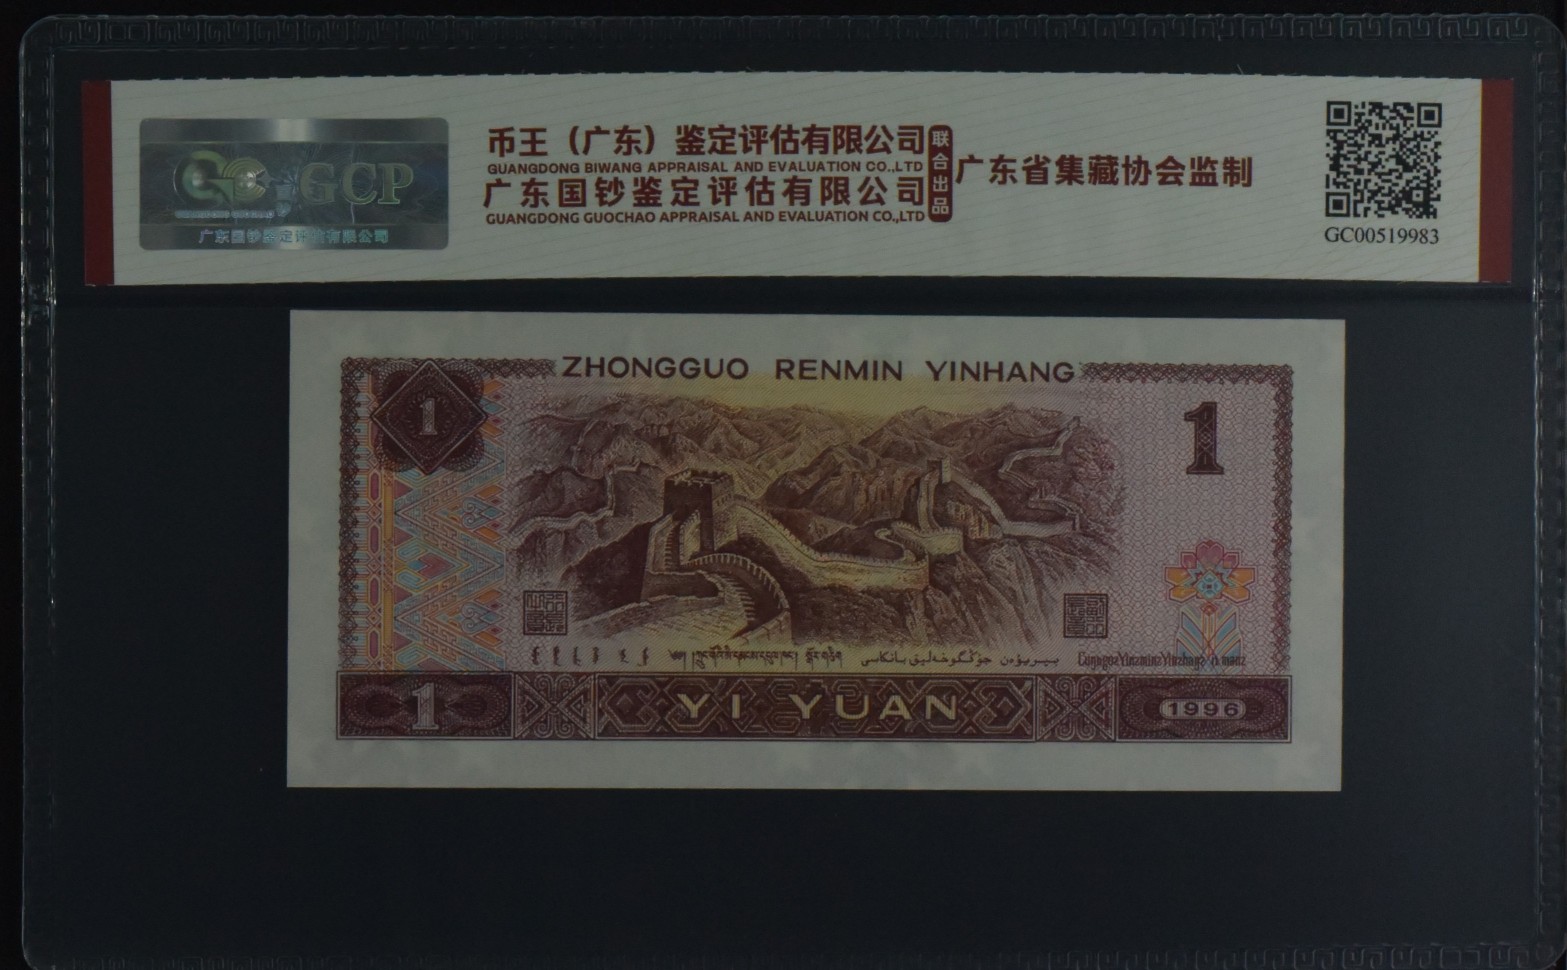 GCP
广东国钞鉴定评估有限公司
币王（广东）鉴定评估有限公司
GUANGDONG BIWANG APPRAISAL AND EVALUATION CO.,LTD
广东国钞鉴定评估有限公司
GUANGDONG GUOCHAO APPRAISAL AND EVALUATION CO.,LTD
联合出品
广东省集藏协会监制
GC00519983
ZHONGGUO RENMIN YINHANG
1
1
YI YUAN
1
1996